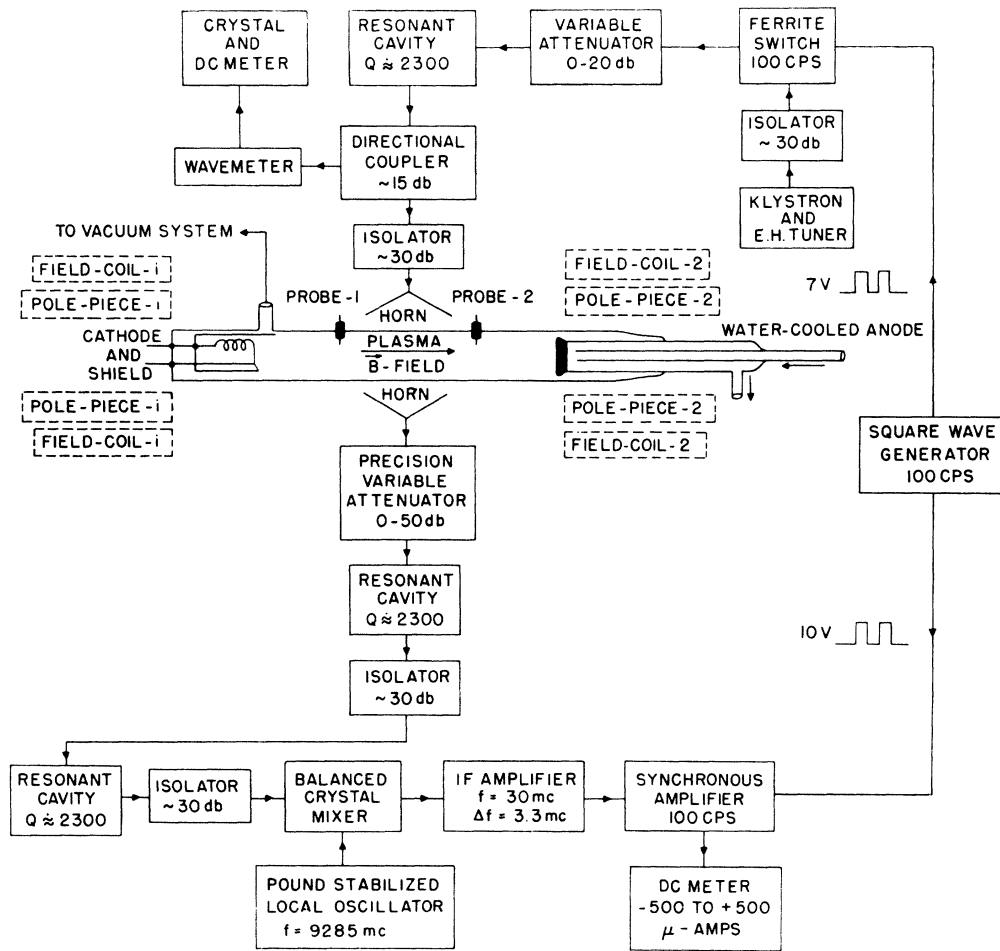 CRYSTAL
AND
DC METER
RESONANT
CAVITY
Q ≈ 2300
VARIABLE
ATTENUATOR
0-20 db
FERRITE
SWITCH
100 CPS
ISOLATOR
~ 30 db
KLYSTRON
AND
E.H. TUNER
WAVEMETER
DIRECTIONAL
COUPLER
~15 db
ISOLATOR
~30 db
TO VACUUM SYSTEM
FIELD-COIL-1
POLE-PIECE-1
FIELD-COIL-2
POLE-PIECE-2
PROBE-1
HORN
PROBE-2
7V
WATER-COOLED ANODE
CATHODE
AND
SHIELD
PLASMA
B-FIELD
HORN
POLE-PIECE-1
FIELD-COIL-1
POLE-PIECE-2
FIELD-COIL-2
SQUARE WAVE
GENERATOR
100 CPS
PRECISION
VARIABLE
ATTENUATOR
0-50 db
RESONANT
CAVITY
Q ≈ 2300
ISOLATOR
~30 db
10V
RESONANT
CAVITY
Q ≈ 2300
ISOLATOR
~30 db
BALANCED
CRYSTAL
MIXER
IF AMPLIFIER
f = 30 mc
Δf = 3.3 mc
SYNCHRONOUS
AMPLIFIER
100 CPS
POUND STABILIZED
LOCAL OSCILLATOR
f = 9285 mc
DC METER
-500 TO +500
μ-AMPS